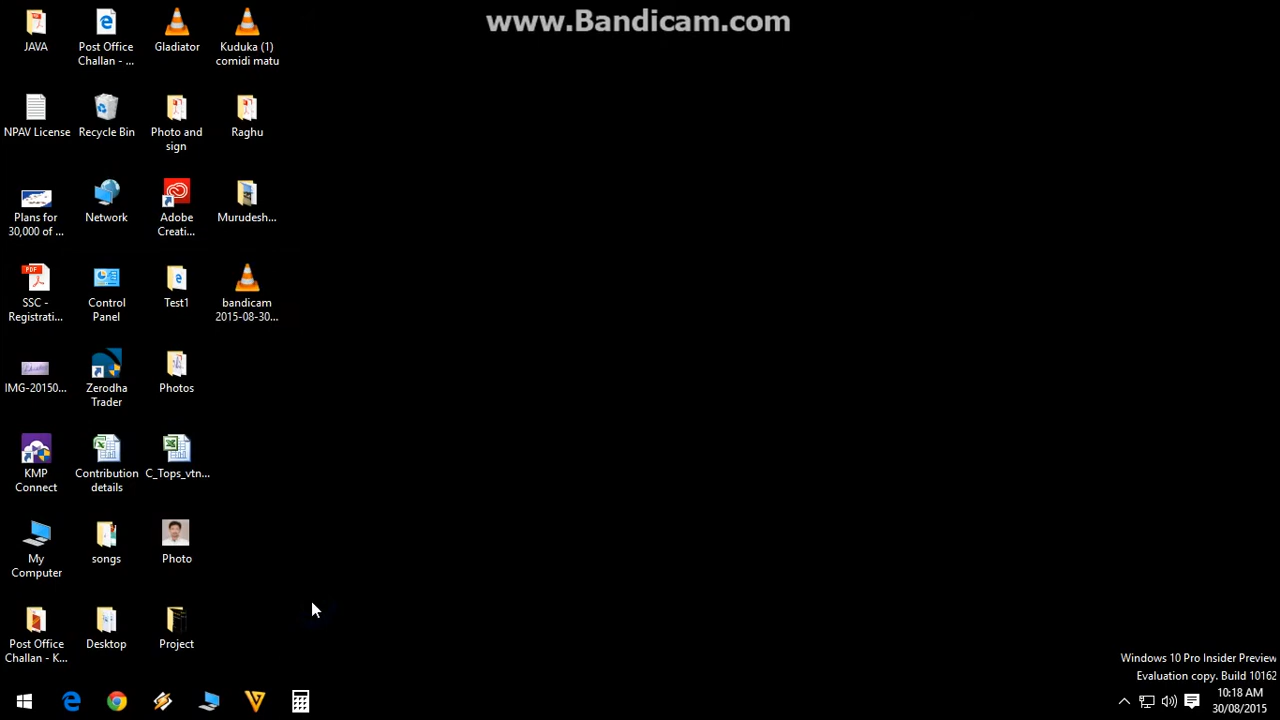 www.Bandicam.com
JAVA
Post Office
Challan - ...
Gladiator
Kuduka (1)
comidi matu
NPAV License
Recycle Bin
Photo and
sign
Raghu
Plans for
30,000 of ...
Network
Adobe
Creati...
Murudesh...
PDF
SSC -
Registrati...
Control
Panel
Test1
bandicam
2015-08-30...
IMG-20150...
Zerodha
Trader
Photos
KMP
Connect
Contribution
details
C_Tops_vtn...
My
Computer
songs
Photo
Post Office
Challan - K...
Desktop
Project
Windows 10 Pro Insider Preview
Evaluation copy. Build 10162
10:18 AM
30/08/2015